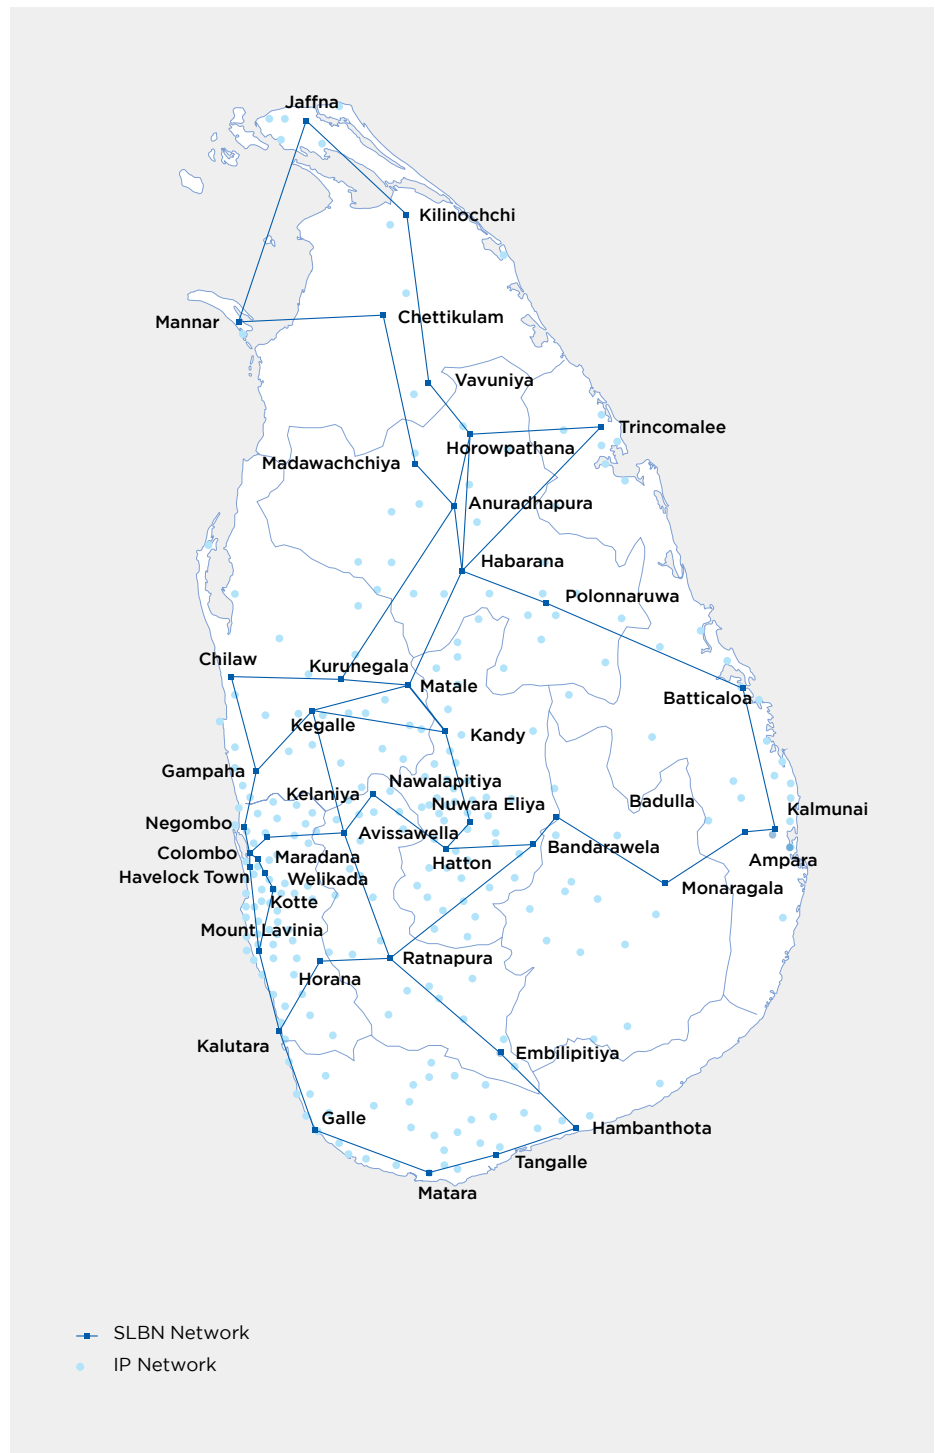 Jaffna
Kilinochchi
Mannar
Chettikulam
Vavuniya
Trincomalee
Horowpathana
Madawachchiya
Anuradhapura
Habarana
Polonnaruwa
Chilaw
Kurunegala
Matale
Batticaloa
Kegalle
Kandy
Gampaha
Nawalapitiya
Kelaniya
Nuwara Eliya
Badulla
Kalmunai
Negombo
Avissawella
Bandarawela
Colombo
Maradana
Hatton
Ampara
Havelock Town
Welikada
Monaragala
Kotte
Mount Lavinia
Ratnapura
Horana
Kalutara
Embilipitiya
Galle
Hambanthota
Tangalle
Matara
SLBN Network
IP Network